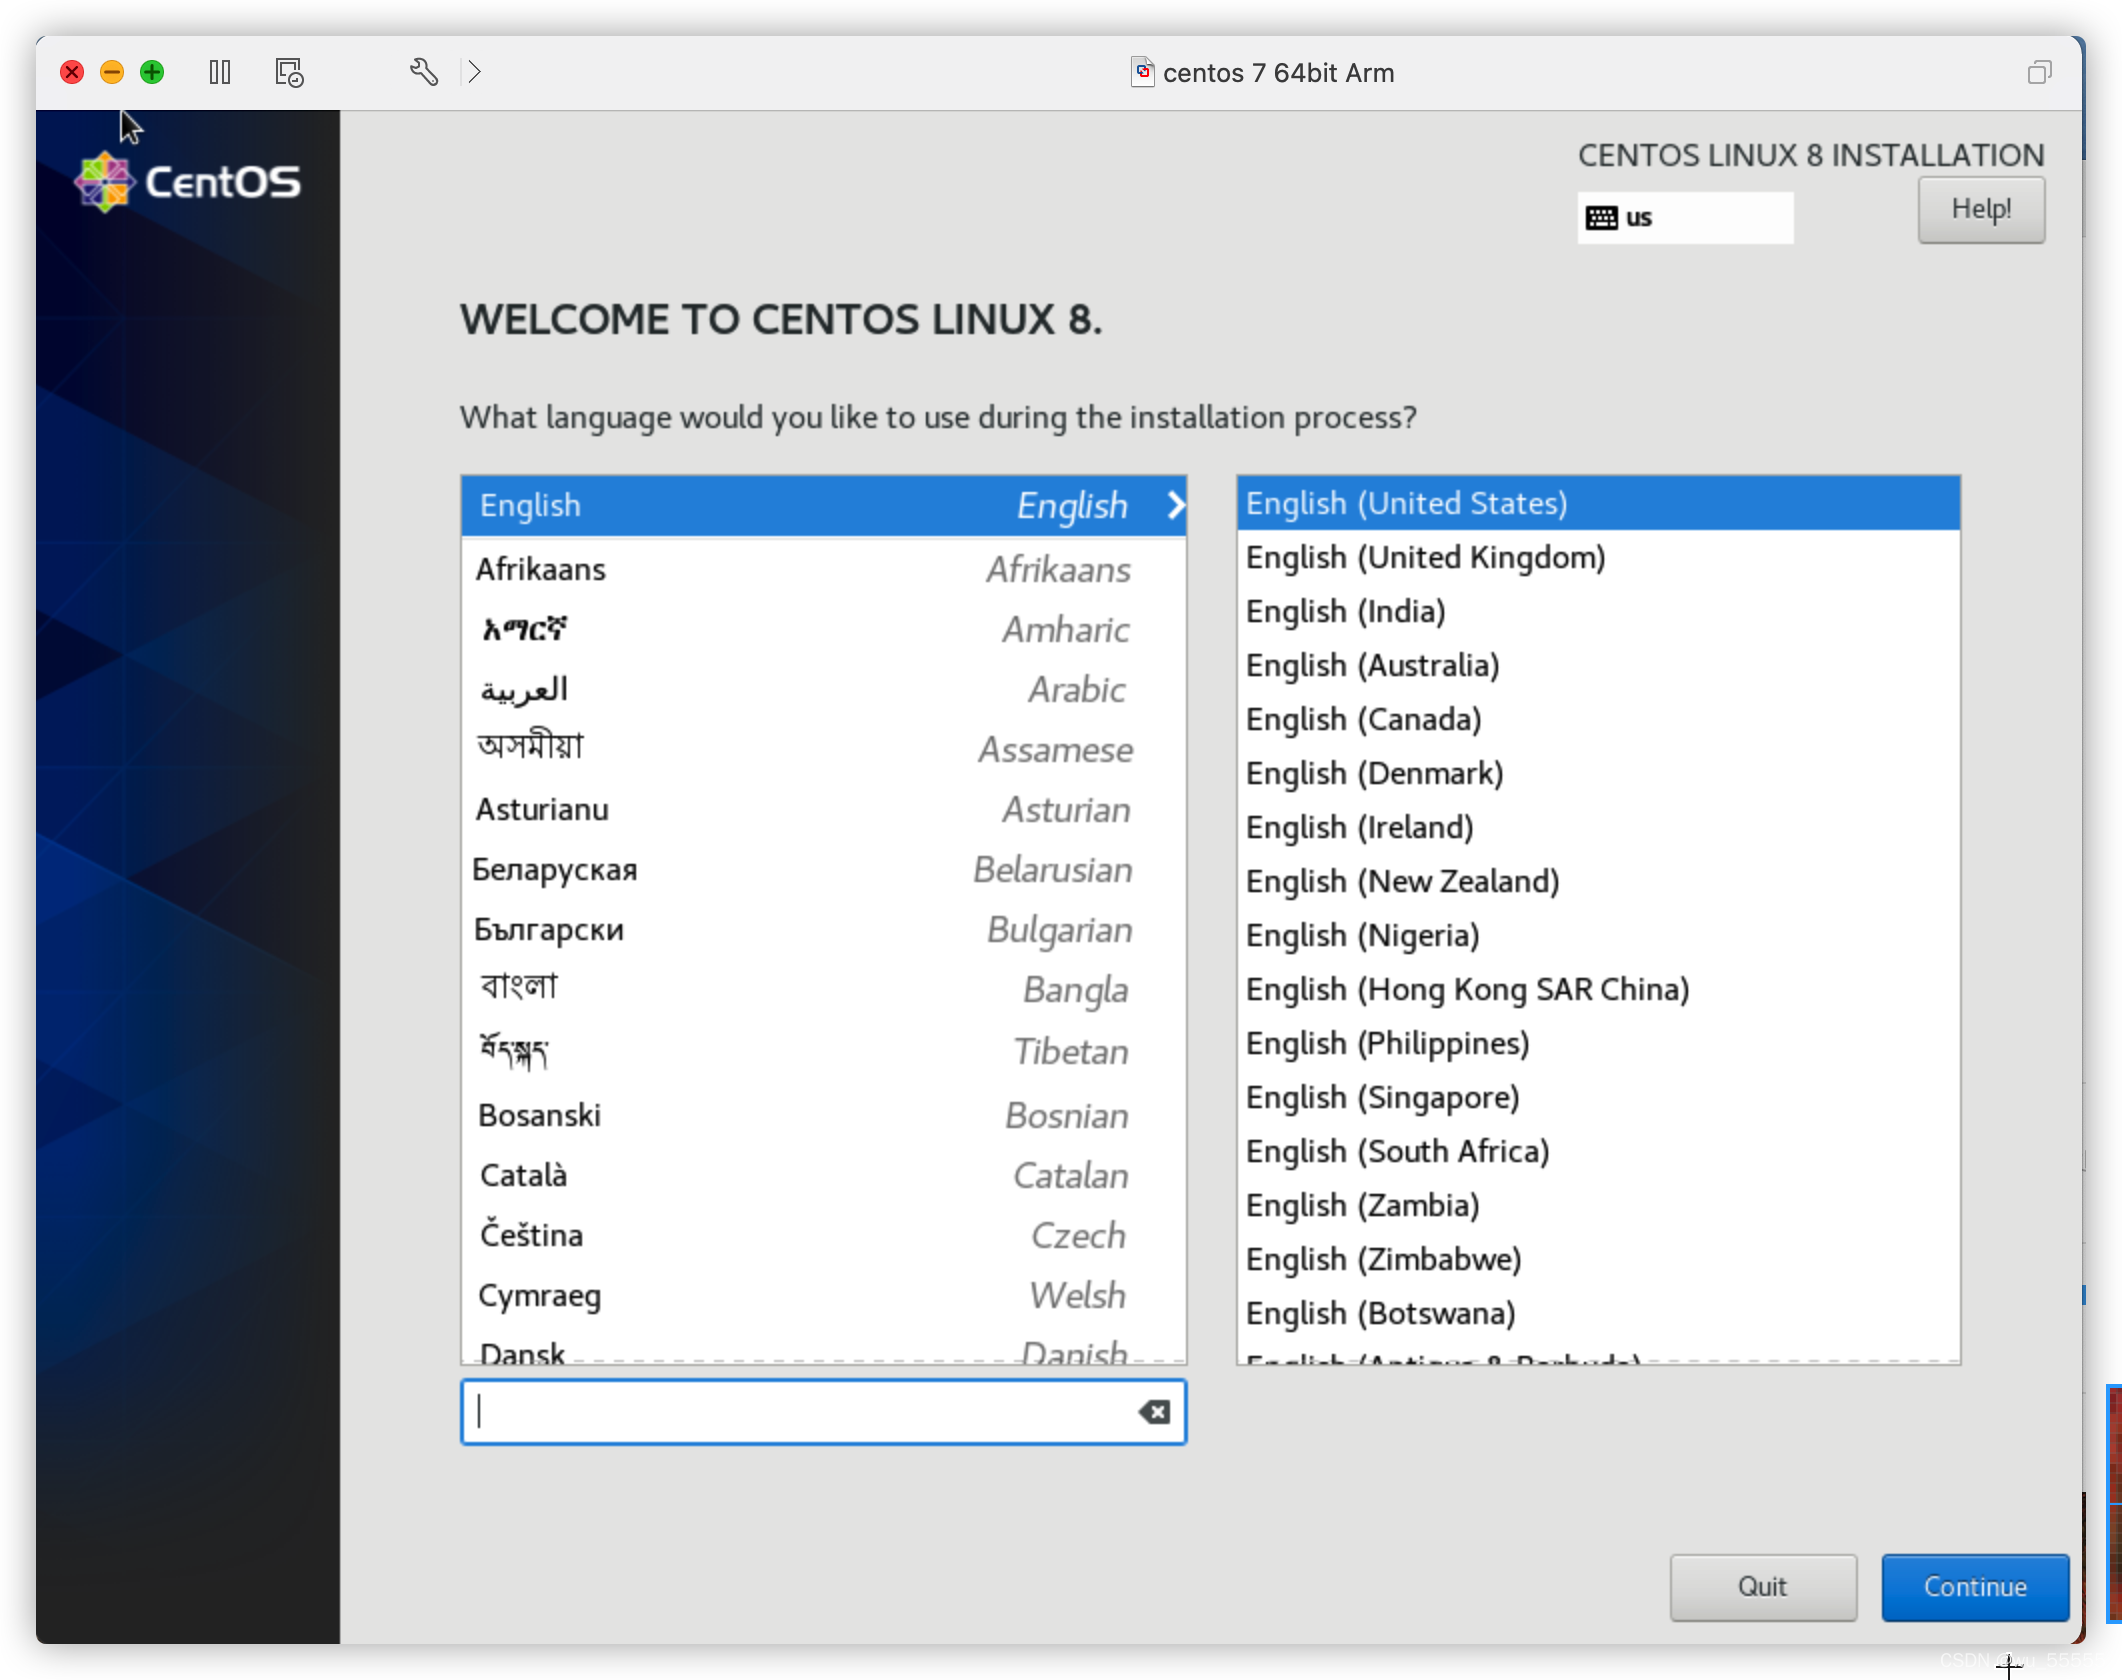 centos 7 64bit Arm
CentOS
CENTOS LINUX 8 INSTALLATION
us
Help!
WELCOME TO CENTOS LINUX 8.
What language would you like to use during the installation process?
English English
Afrikaans Afrikaans
አማርኛ Amharic
العربية Arabic
অসমীয়া Assamese
Asturianu Asturian
Беларуская Belarusian
Български Bulgarian
বাংলা Bangla
བོད་སྐད་ Tibetan
Bosanski Bosnian
Català Catalan
Čeština Czech
Cymraeg Welsh
Dansk Danish
English (United States)
English (United Kingdom)
English (India)
English (Australia)
English (Canada)
English (Denmark)
English (Ireland)
English (New Zealand)
English (Nigeria)
English (Hong Kong SAR China)
English (Philippines)
English (Singapore)
English (South Africa)
English (Zambia)
English (Zimbabwe)
English (Botswana)
English (Antigua & Barbuda)
Quit
Continue
CSDN